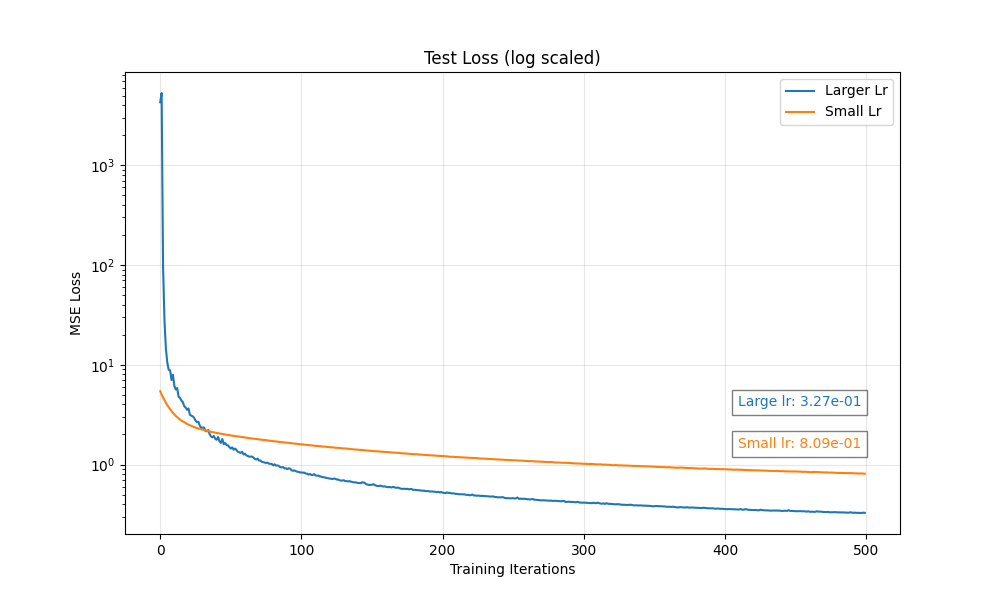 Test Loss (log scaled)
Larger Lr
Small Lr
MSE Loss
10³
10²
10¹
10⁰
Large lr: 3.27e-01
Small lr: 8.09e-01
0 100 200 300 400 500
Training Iterations